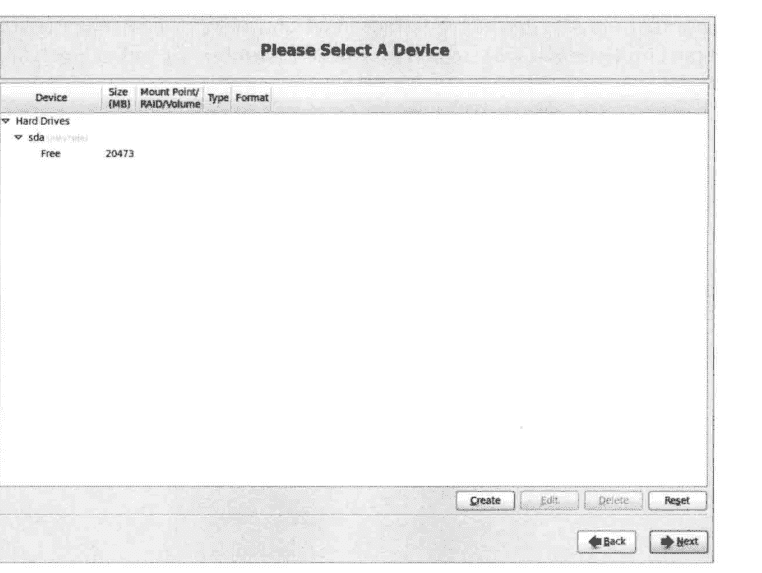 Please Select A Device
Device
Size
(MB)
Mount Point/
RAID/Volume
Type
Format
Hard Drives
sda
Free 20473
Create Edit Delete Reset
Back Next